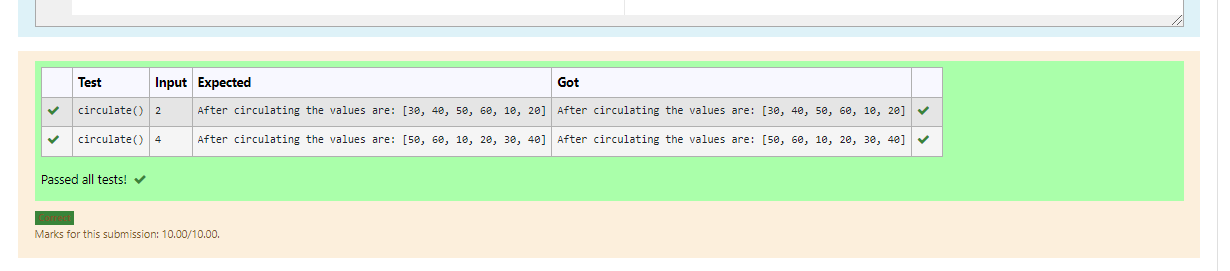 Test Input Expected Got
circulate() 2 After circulating the values are: [30, 40, 50, 60, 10, 20] After circulating the values are: [30, 40, 50, 60, 10, 20]
circulate() 4 After circulating the values are: [50, 60, 10, 20, 30, 40] After circulating the values are: [50, 60, 10, 20, 30, 40]
Passed all tests!
Correct
Marks for this submission: 10.00/10.00.